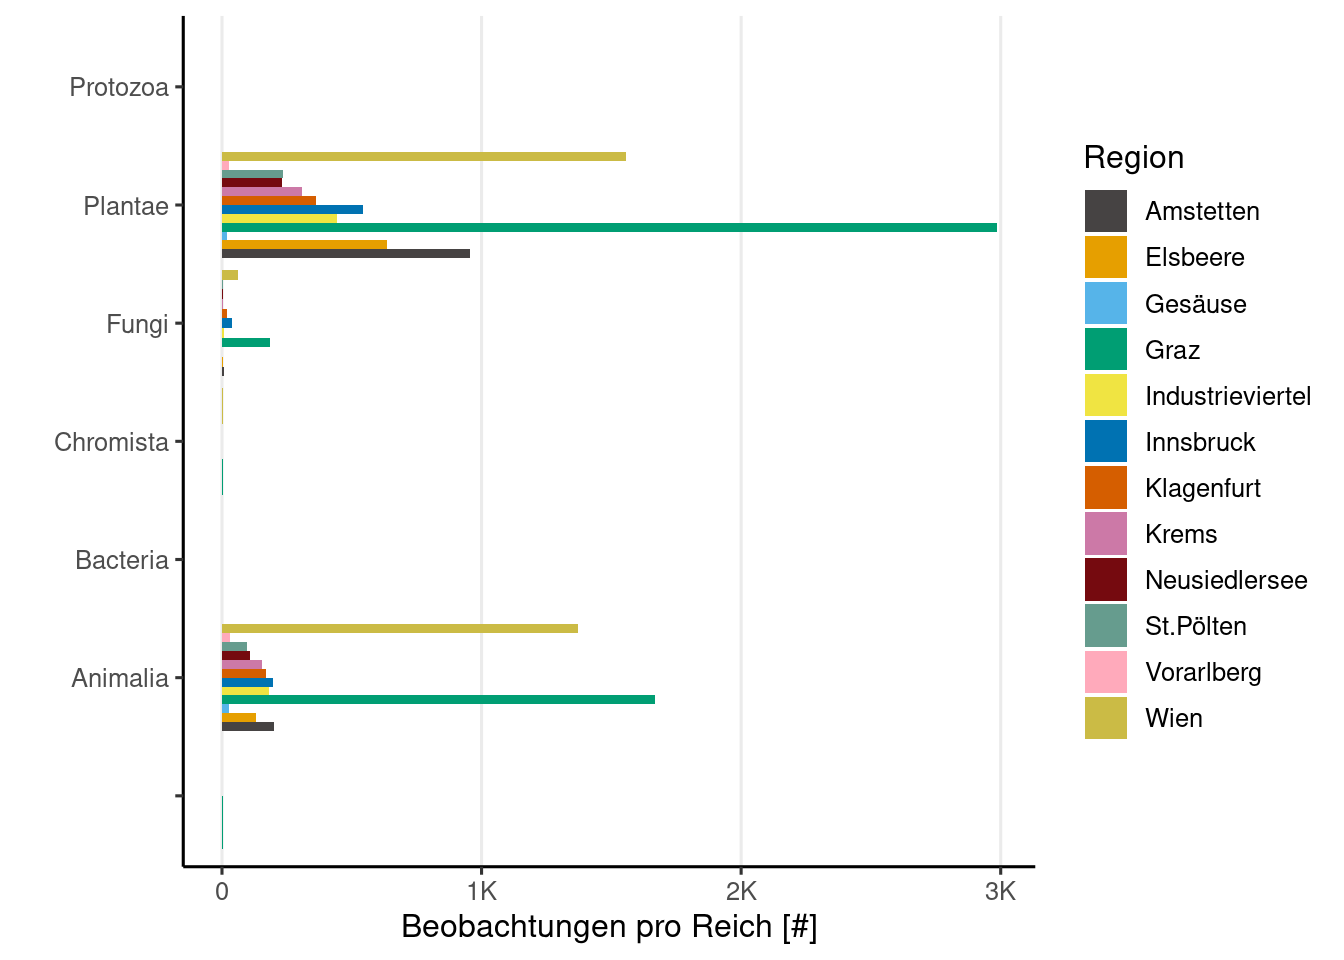 Protozoa
Plantae
Fungi
Chromista
Bacteria
Animalia
0
1K
2K
3K
Beobachtungen pro Reich [#]
Region
Amstetten
Elsbeere
Gesäuse
Graz
Industrieviertel
Innsbruck
Klagenfurt
Krems
Neusiedlersee
St.Pölten
Vorarlberg
Wien